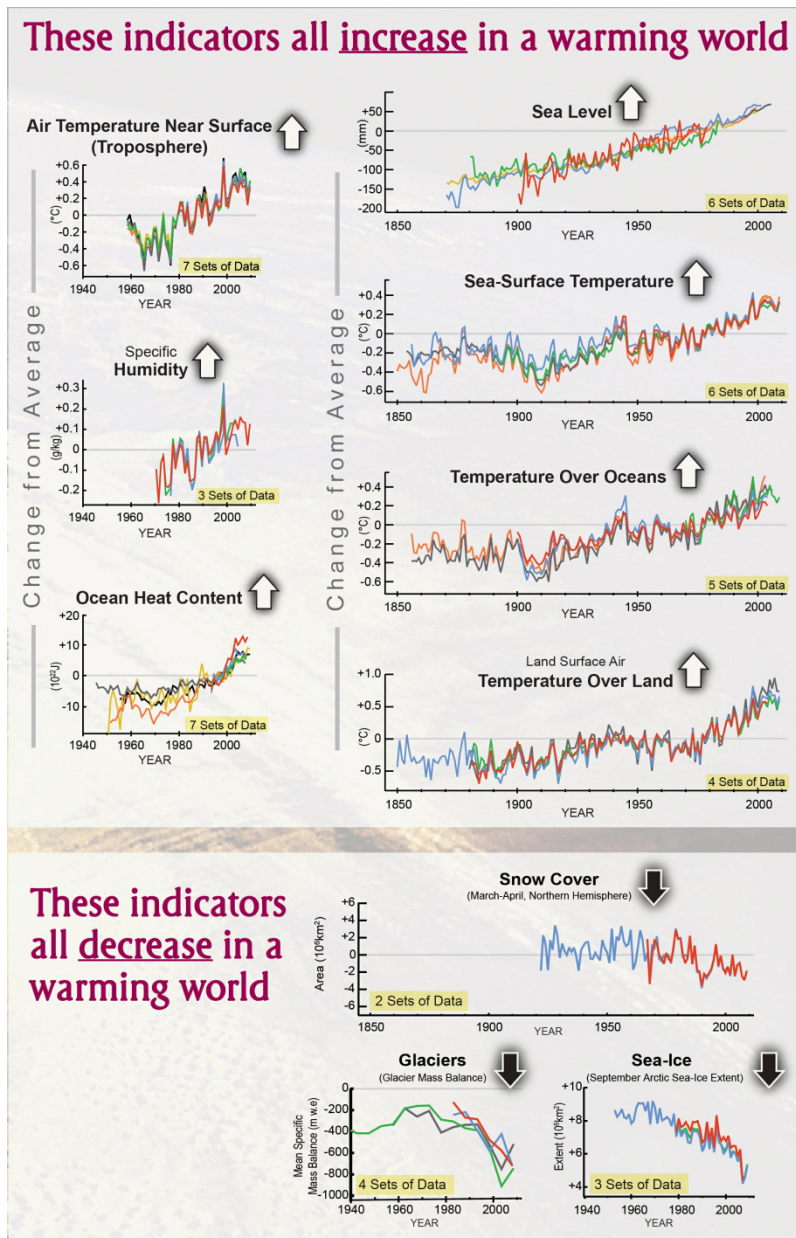 These indicators all increase in a warming world
Air Temperature Near Surface
(Troposphere)
+0.6
+0.4
+0.2
0
-0.2
-0.4
-0.6
(°C)
7 Sets of Data
1940
1960
1980
2000
YEAR
Sea Level
+50
0
-50
-100
-150
-200
(mm)
6 Sets of Data
1850
1900
1950
2000
YEAR
Change from Average
Change from Average
Specific
Humidity
+0.3
+0.2
+0.1
0
-0.1
-0.2
(g/kg)
3 Sets of Data
1940
1960
1980
2000
YEAR
Sea-Surface Temperature
+0.4
+0.2
0
-0.2
-0.4
-0.6
(°C)
6 Sets of Data
1850
1900
1950
2000
YEAR
Temperature Over Oceans
+0.4
+0.2
0
-0.2
-0.4
-0.6
(°C)
5 Sets of Data
1850
1900
1950
2000
YEAR
Ocean Heat Content
+20
+10
0
-10
(10²²J)
7 Sets of Data
1940
1960
1980
2000
YEAR
Land Surface Air
Temperature Over Land
+1.0
+0.5
0
-0.5
(°C)
4 Sets of Data
1850
1900
1950
2000
YEAR
These indicators
all decrease in a
warming world
Snow Cover
(March-April, Northern Hemisphere)
+6
+4
+2
0
-2
-4
-6
Area (10⁶km²)
2 Sets of Data
1850
1900
1950
2000
YEAR
Glaciers
(Glacier Mass Balance)
0
-200
-400
-600
-800
-1000
Mean Specific
Mass Balance (m w.e)
4 Sets of Data
1940
1960
1980
2000
YEAR
Sea-Ice
(September Arctic Sea-Ice Extent)
+10
+8
+6
+4
Extent (10⁶km²)
3 Sets of Data
1940
1960
1980
2000
YEAR